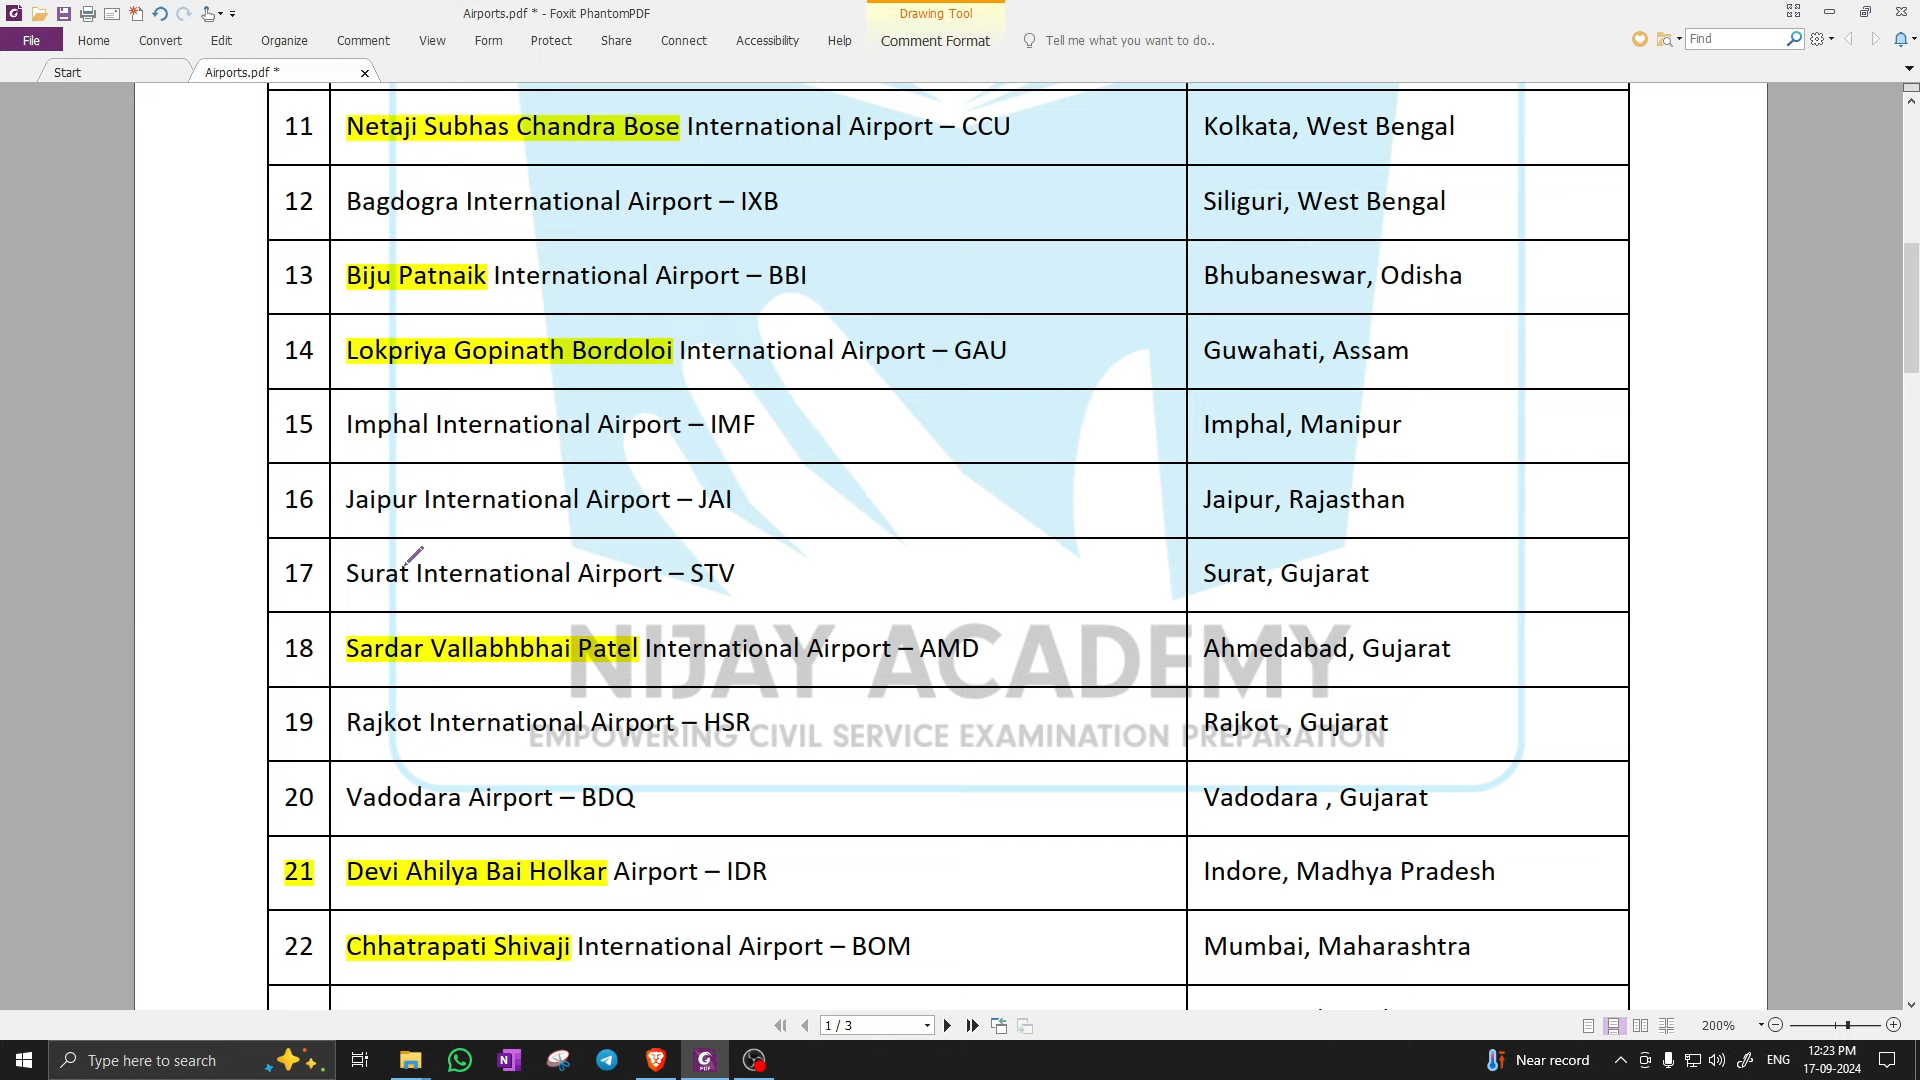 Airports.pdf * - Foxit PhantomPDF
Drawing Tool
File Home Convert Edit Organize Comment View Form Protect Share Connect Accessibility Help Comment Format Tell me what you want to do.. Find
Start Airports.pdf *
11 Netaji Subhas Chandra Bose International Airport – CCU Kolkata, West Bengal
12 Bagdogra International Airport – IXB Siliguri, West Bengal
13 Biju Patnaik International Airport – BBI Bhubaneswar, Odisha
14 Lokpriya Gopinath Bordoloi International Airport – GAU Guwahati, Assam
15 Imphal International Airport – IMF Imphal, Manipur
16 Jaipur International Airport – JAI Jaipur, Rajasthan
17 Surat International Airport – STV Surat, Gujarat
18 Sardar Vallabhbhai Patel International Airport – AMD Ahmedabad, Gujarat
NIJAY ACADEMY
19 Rajkot International Airport – HSR Rajkot , Gujarat
EMPOWERING CIVIL SERVICE EXAMINATION PREPARATION
20 Vadodara Airport – BDQ Vadodara , Gujarat
21 Devi Ahilya Bai Holkar Airport – IDR Indore, Madhya Pradesh
22 Chhatrapati Shivaji International Airport – BOM Mumbai, Maharashtra
1 / 3 200%
Type here to search Near record ENG 12:23 PM
17-09-2024